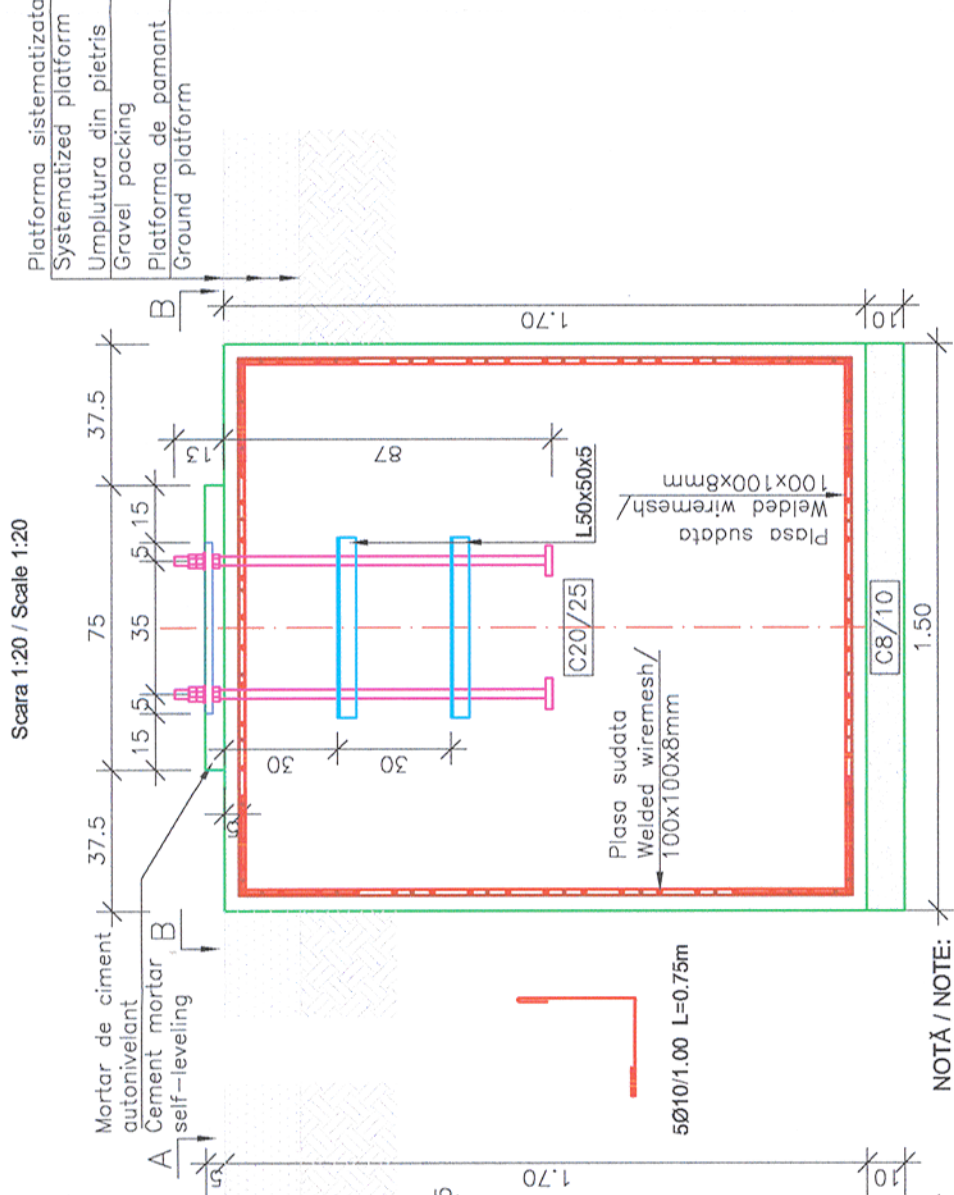 Scara 1:20 / Scale 1:20
Platforma sistematizata
Systematized platform
Umplutura din pietris
Gravel packing
Platforma de pamant
Ground platform
B
37.5
75
37.5
15
5
35
5
15
13
87
1.70
10
30
30
5
L50x50x5
C20/25
Plasa sudata
Welded wiremesh/
100x100x8mm
Plasa sudata
Welded wiremesh/
100x100x8mm
C8/10
1.50
Mortar de ciment
autonivelant
Cement mortar
self-leveling
B
A
5
1.70
10
5Ø10/1.00 L=0.75m
NOTĂ / NOTE: